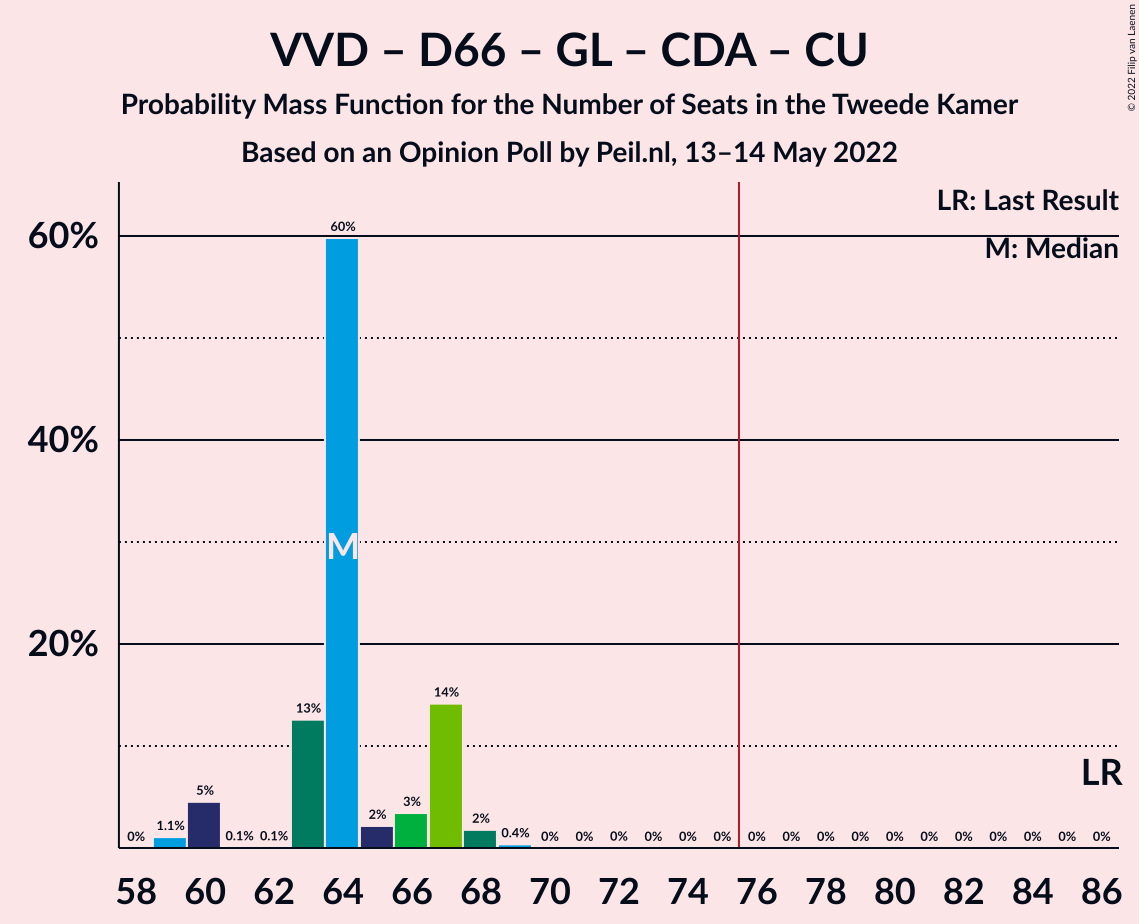 VVD – D66 – GL – CDA – CU
Probability Mass Function for the Number of Seats in the Tweede Kamer
Based on an Opinion Poll by Peil.nl, 13–14 May 2022
© 2022 Filip van Laenen
LR: Last Result
M: Median
60%
40%
20%
0% 1.1% 5% 0.1% 0.1% 13% 60% 2% 3% 14% 2% 0.4% 0% 0% 0% 0% 0% 0% 0% 0% 0% 0% 0% 0% 0% 0% 0% 0% 0%
M
LR
58 60 62 64 66 68 70 72 74 76 78 80 82 84 86